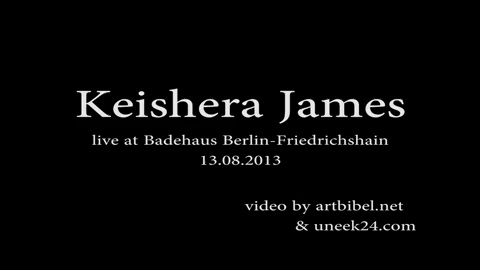 Keishera James
live at Badehaus Berlin-Friedrichshain
13.08.2013
video by artbibel.net
& uneek24.com